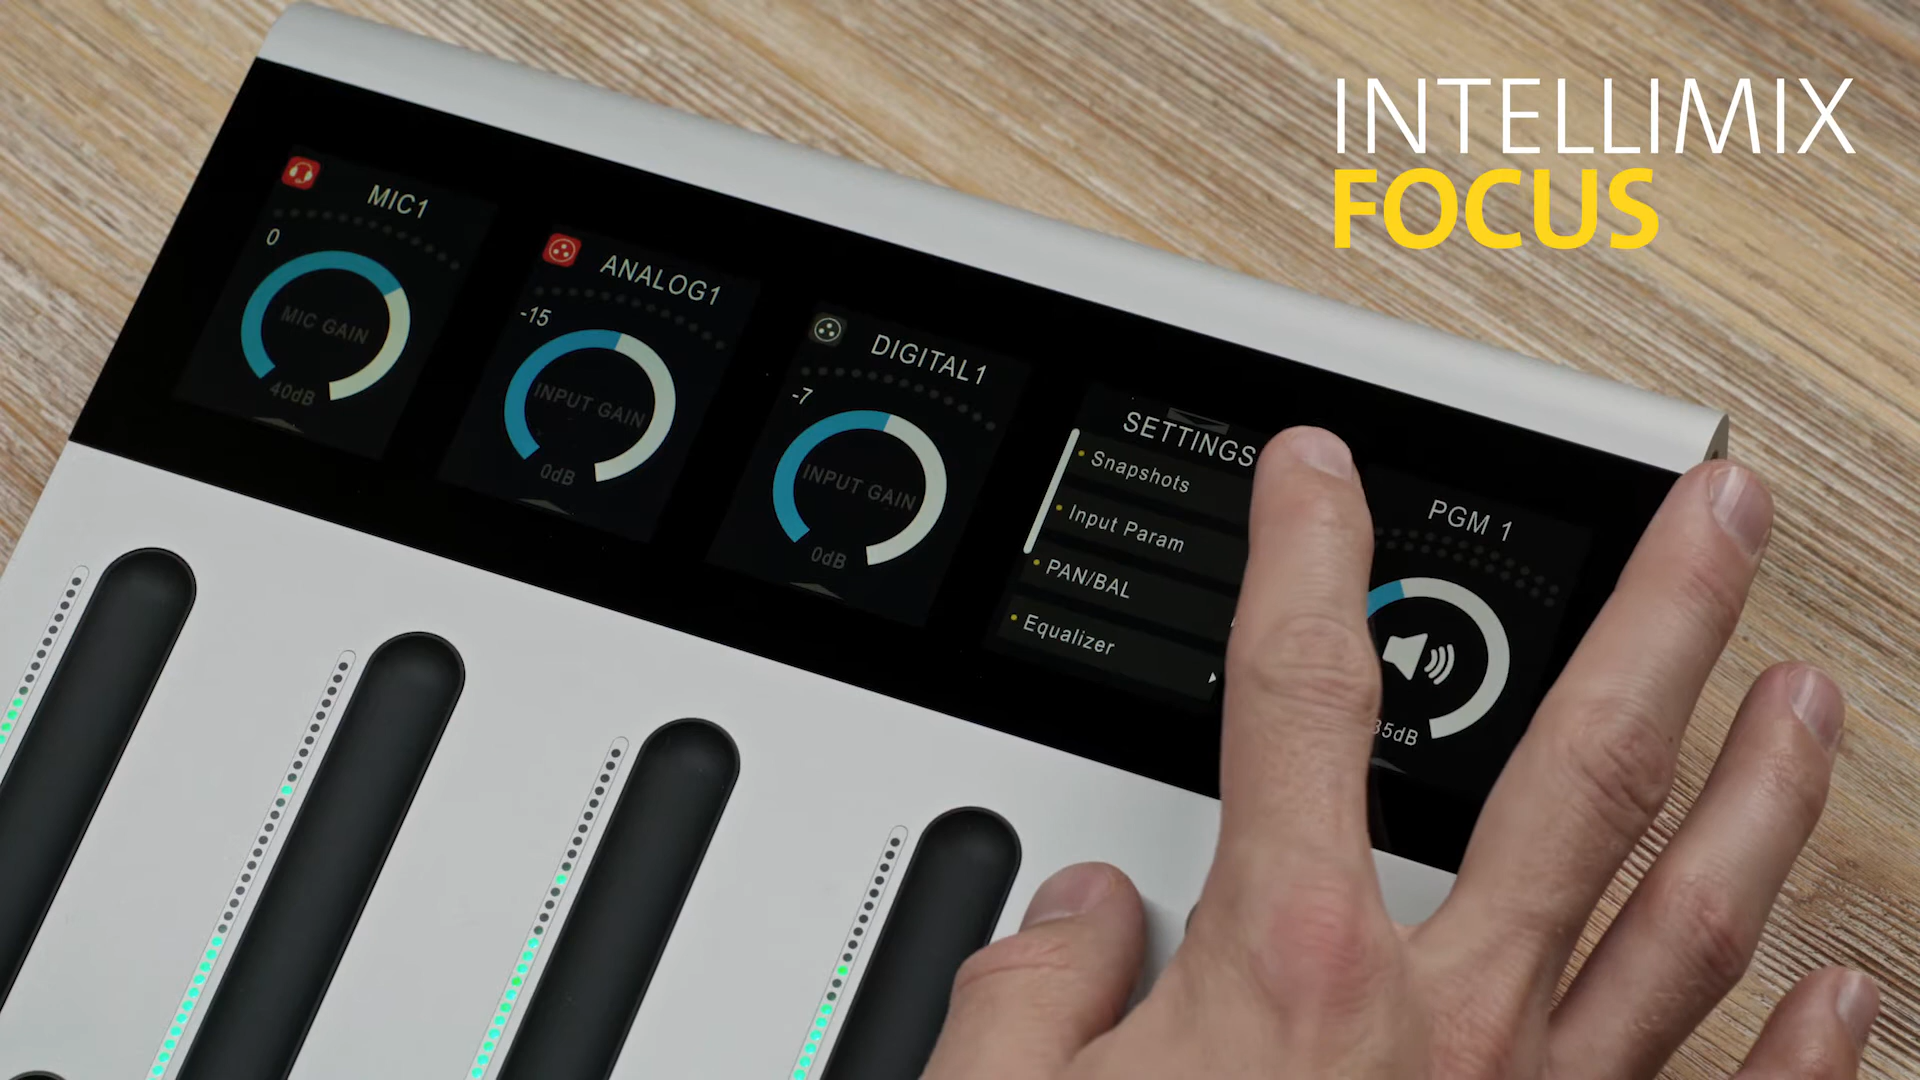 INTELLIMIX
FOCUS
MIC1
0
MIC GAIN
40dB
ANALOG1
-15
INPUT GAIN
0dB
DIGITAL1
-7
INPUT GAIN
0dB
SETTINGS
Snapshots
Input Param
PAN/BAL
Equalizer
PGM 1
35dB